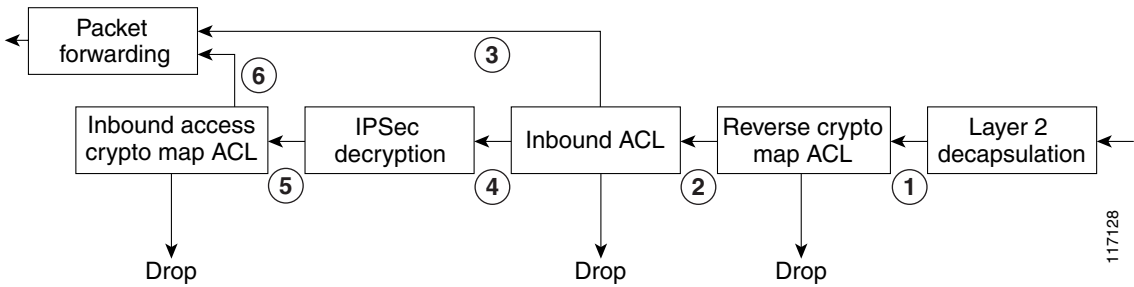 Packet
forwarding
3
6
Inbound access
crypto map ACL
IPSec
decryption
Inbound ACL
Reverse crypto
map ACL
Layer 2
decapsulation
5
4
2
1
Drop
Drop
Drop
117128